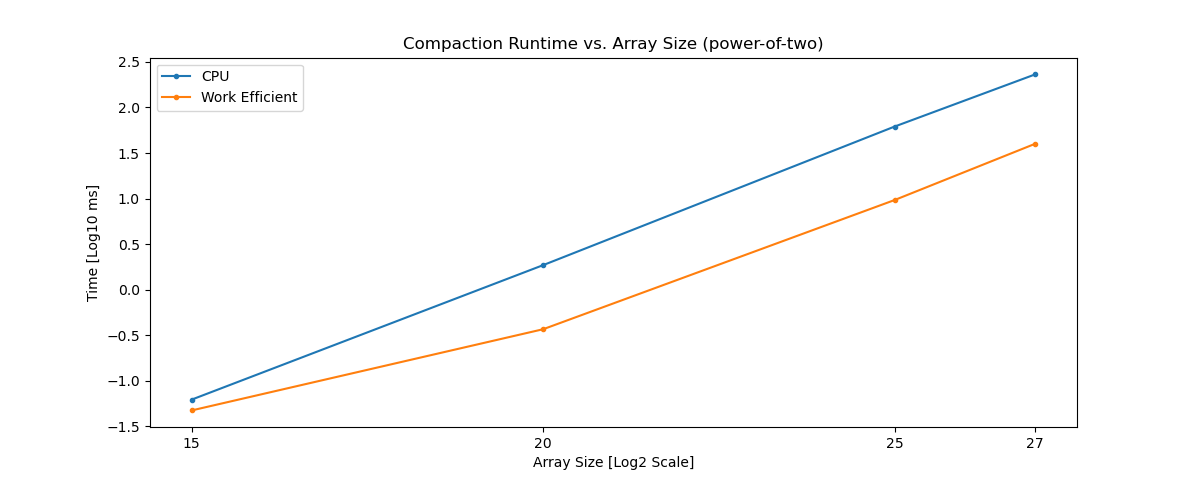 Compaction Runtime vs. Array Size (power-of-two)
CPU
Work Efficient
Time [Log10 ms]
2.5
2.0
1.5
1.0
0.5
0.0
−0.5
−1.0
−1.5
15 20 25 27
Array Size [Log2 Scale]